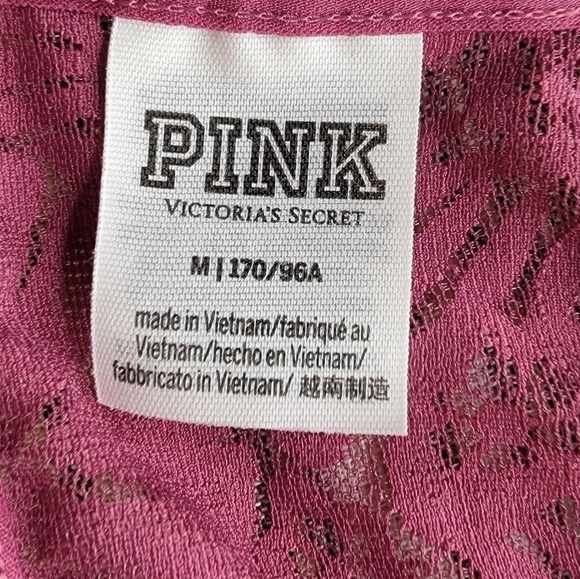 PINK
VICTORIA'S SECRET
M | 170/96A
made in Vietnam/fabriqué au
Vietnam/hecho en Vietnam/
fabbricato in Vietnam/ 越南制造